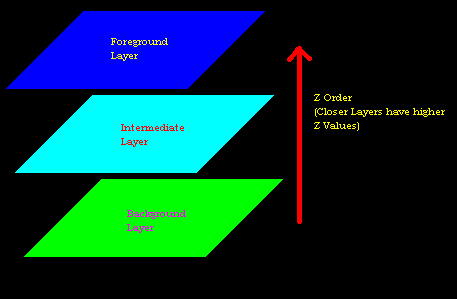 Foreground
Layer
Intermediate
Layer
Background
Layer
Z Order
(Closer Layers have higher
Z Values)